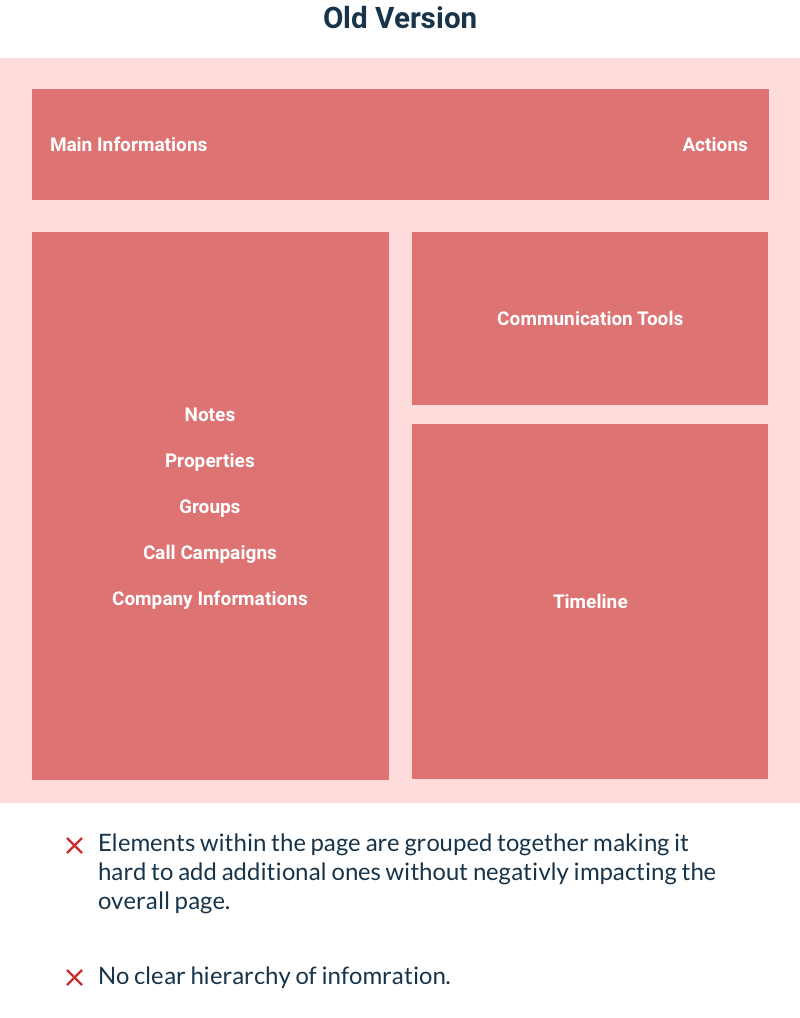 Old Version
Main Informations
Actions
Notes
Properties
Groups
Call Campaigns
Company Informations
Communication Tools
Timeline
Elements within the page are grouped together making it
hard to add additional ones without negativly impacting the
overall page.
No clear hierarchy of infomration.